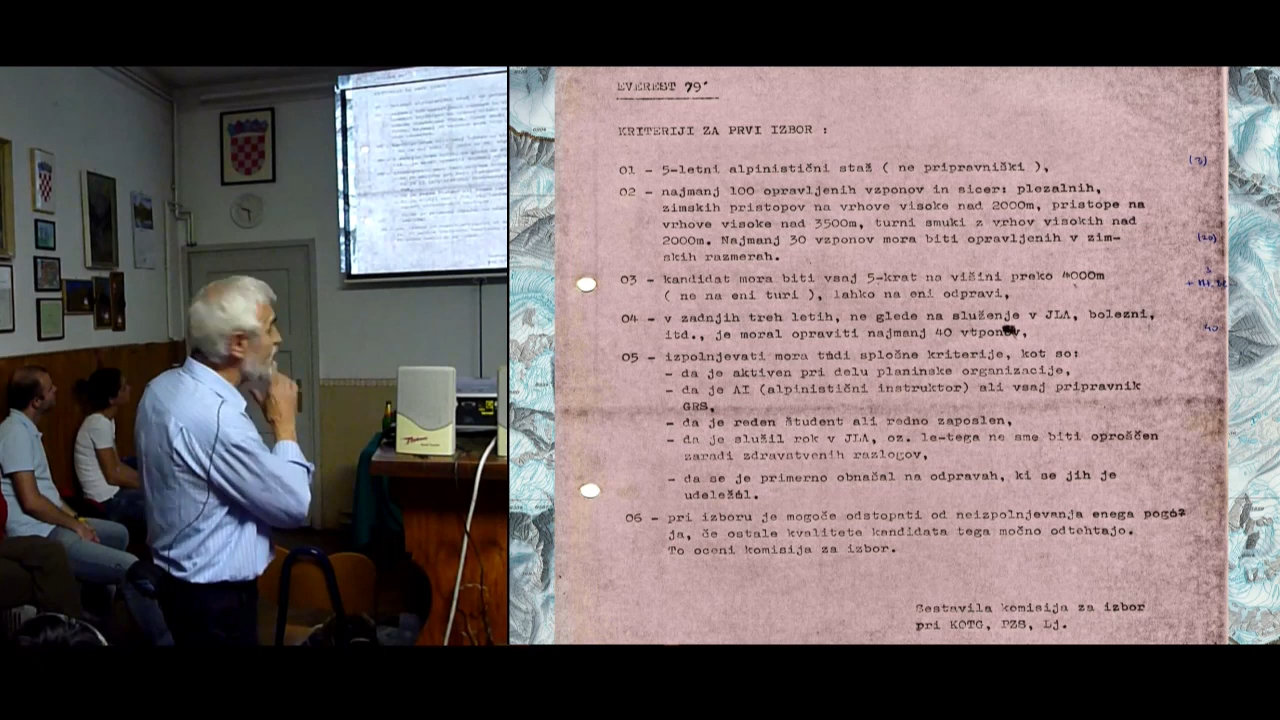 EVEREST 79'
KRITERIJI ZA PRVI IZBOR :
01 - 5-letni alpinistični staž ( ne pripravniški ),
(3)
02 - najmanj 100 opravljenih vzponov in sicer: plezalnih,
zimskih pristopov na vrhove visoke nad 2000m, pristope na
vrhove visoke nad 3500m, turni smuki z vrhov visokih nad
2000m. Najmanj 30 vzponov mora biti opravljenih v zim-
(20)
skih razmerah.
03 - kandidat mora biti vsaj 5-krat na višini preko 4000m
( ne na eni turi ), lahko na eni odpravi,
04 - v zadnjih treh letih, ne glede na služenje v JLA, bolezni,
itd., je moral opraviti najmanj 40 vtponov,
40
05 - izpolnjevati mora tudi spločne kriterije, kot so:
- da je aktiven pri delu planinske organizacije,
- da je AI (alpinistični instruktor) ali vsaj pripravnik
GRS,
- da je reden študent ali redno zaposlen,
- da je služil rok v JLA, oz. le-tega ne sme biti oproščen
zaradi zdravstvenih razlogov,
- da se je primerno obnačal na odpravah, ki se jih je
udeležil.
06 - pri izboru je mogoče odstopati od neizpolnjevanja enega
ja, če ostale kvalitete kandidata tega močno odtehtajo.
To oceni komisija za izbor.
Sestavila komisija za izbor
pri KOTG, PZS, Lj.